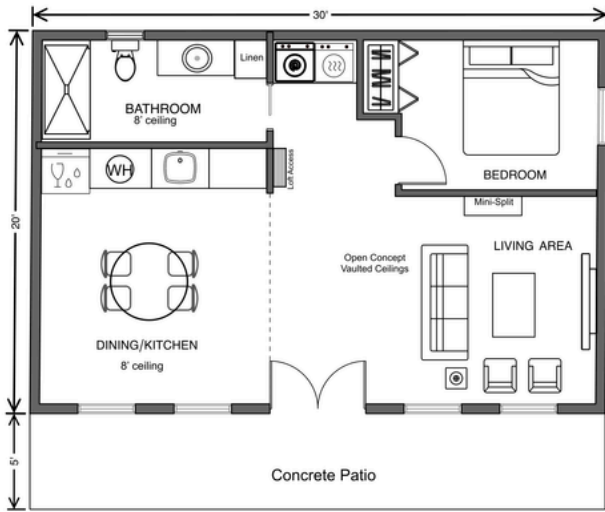 30'
Linen
BATHROOM
8' ceiling
BEDROOM
20'
WH
Loft Access
Mini-Split
LIVING AREA
Open Concept
Vaulted Ceilings
DINING/KITCHEN
8' ceiling
5'
Concrete Patio